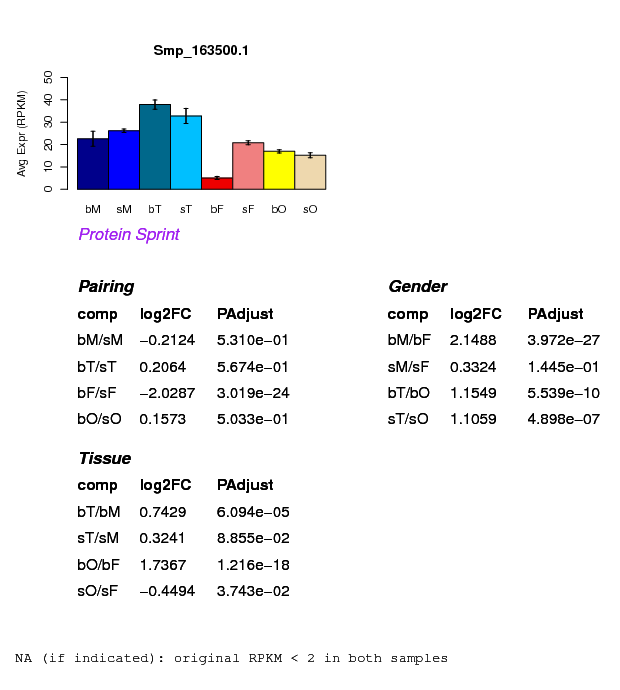 Smp_163500.1
Avg Expr (RPKM)
50
40
30
20
10
0
bM sM bT sT bF sF bO sO
Protein Sprint
Pairing
comp log2FC PAdjust
bM/sM −0.2124 5.310e−01
bT/sT 0.2064 5.674e−01
bF/sF −2.0287 3.019e−24
bO/sO 0.1573 5.033e−01
Gender
comp log2FC PAdjust
bM/bF 2.1488 3.972e−27
sM/sF 0.3324 1.445e−01
bT/bO 1.1549 5.539e−10
sT/sO 1.1059 4.898e−07
Tissue
comp log2FC PAdjust
bT/bM 0.7429 6.094e−05
sT/sM 0.3241 8.855e−02
bO/bF 1.7367 1.216e−18
sO/sF −0.4494 3.743e−02
NA (if indicated): original RPKM < 2 in both samples